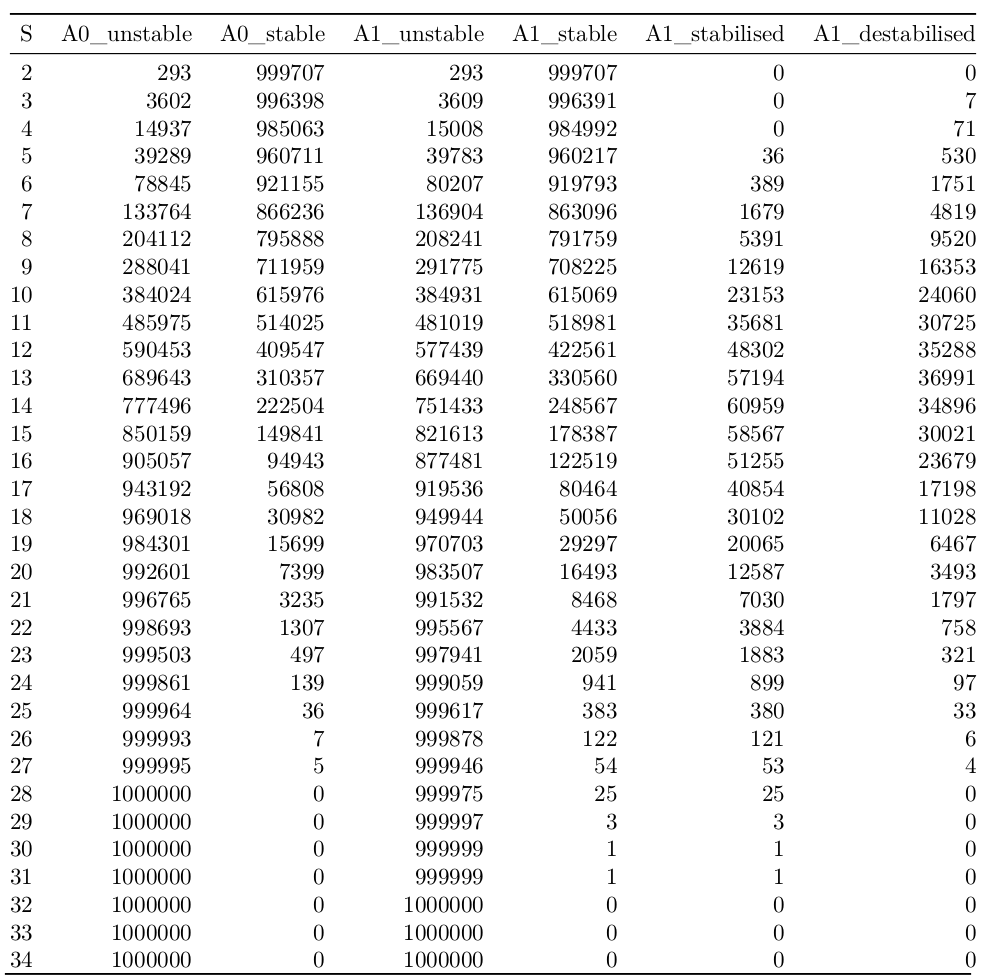 S A0_unstable A0_stable A1_unstable A1_stable A1_stabilised A1_destabilised
2 293 999707 293 999707 0 0
3 3602 996398 3609 996391 0 7
4 14937 985063 15008 984992 0 71
5 39289 960711 39783 960217 36 530
6 78845 921155 80207 919793 389 1751
7 133764 866236 136904 863096 1679 4819
8 204112 795888 208241 791759 5391 9520
9 288041 711959 291775 708225 12619 16353
10 384024 615976 384931 615069 23153 24060
11 485975 514025 481019 518981 35681 30725
12 590453 409547 577439 422561 48302 35288
13 689643 310357 669440 330560 57194 36991
14 777496 222504 751433 248567 60959 34896
15 850159 149841 821613 178387 58567 30021
16 905057 94943 877481 122519 51255 23679
17 943192 56808 919536 80464 40854 17198
18 969018 30982 949944 50056 30102 11028
19 984301 15699 970703 29297 20065 6467
20 992601 7399 983507 16493 12587 3493
21 996765 3235 991532 8468 7030 1797
22 998693 1307 995567 4433 3884 758
23 999503 497 997941 2059 1883 321
24 999861 139 999059 941 899 97
25 999964 36 999617 383 380 33
26 999993 7 999878 122 121 6
27 999995 5 999946 54 53 4
28 1000000 0 999975 25 25 0
29 1000000 0 999997 3 3 0
30 1000000 0 999999 1 1 0
31 1000000 0 999999 1 1 0
32 1000000 0 1000000 0 0 0
33 1000000 0 1000000 0 0 0
34 1000000 0 1000000 0 0 0